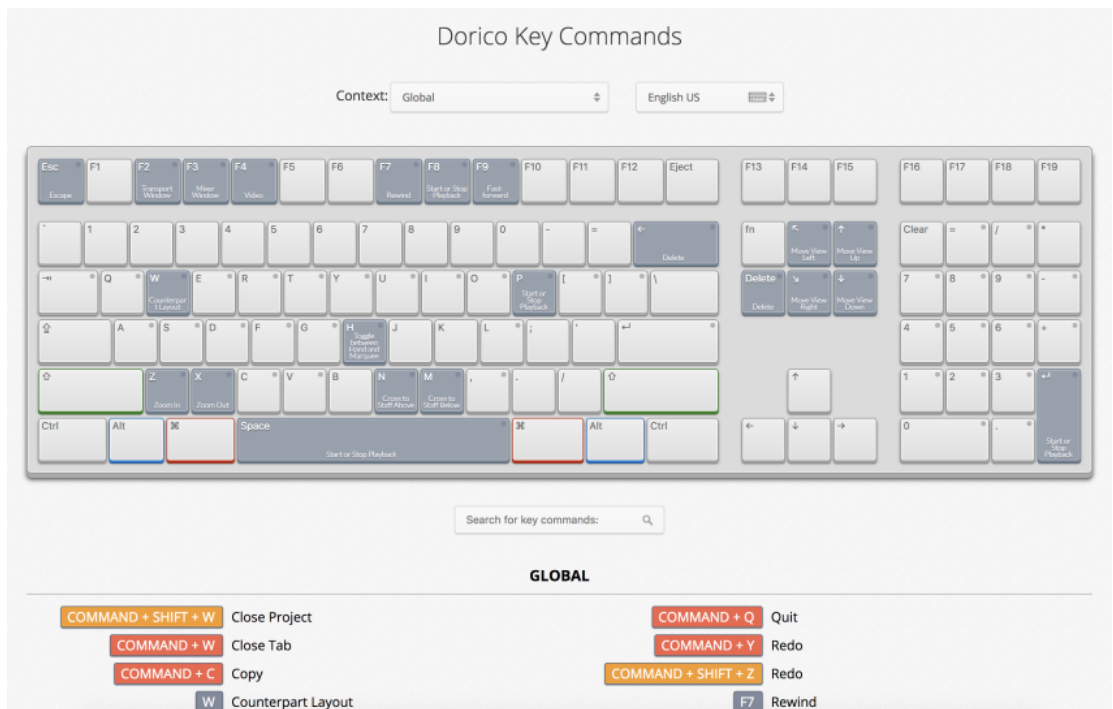 Dorico Key Commands
Context: Global English US
Esc F1 F2 F3 F4 F5 F6 F7 F8 F9 F10 F11 F12 Eject F13 F14 F15 F16 F17 F18 F19
Escape Transport Window Mixer Window Video Rewind Start or Stop Playback Fast-forward
` 1 2 3 4 5 6 7 8 9 0 - = ← fn ↖ ↑ Clear = / *
Delete Move View Left Move View Up
⇥ Q W E R T Y U I O P [ ] \ Delete ↘ ↓ 7 8 9 -
Counterpart Layout Start or Stop Playback Delete Move View Right Move View Down
⇪ A S D F G H J K L ; ' ↵ 4 5 6 +
Toggle between Hand and Marquee
⇧ Z X C V B N M , . / ⇧ ↑ 1 2 3 ↵
Zoom In Zoom Out Cross to Staff Above Cross to Staff Below
Ctrl Alt ⌘ Space ⌘ Alt Ctrl ← ↓ → 0 .
Start or Stop Playback Start or Stop Playback
Search for key commands:
GLOBAL
COMMAND + SHIFT + W Close Project COMMAND + Q Quit
COMMAND + W Close Tab COMMAND + Y Redo
COMMAND + C Copy COMMAND + SHIFT + Z Redo
W Counterpart Layout F7 Rewind